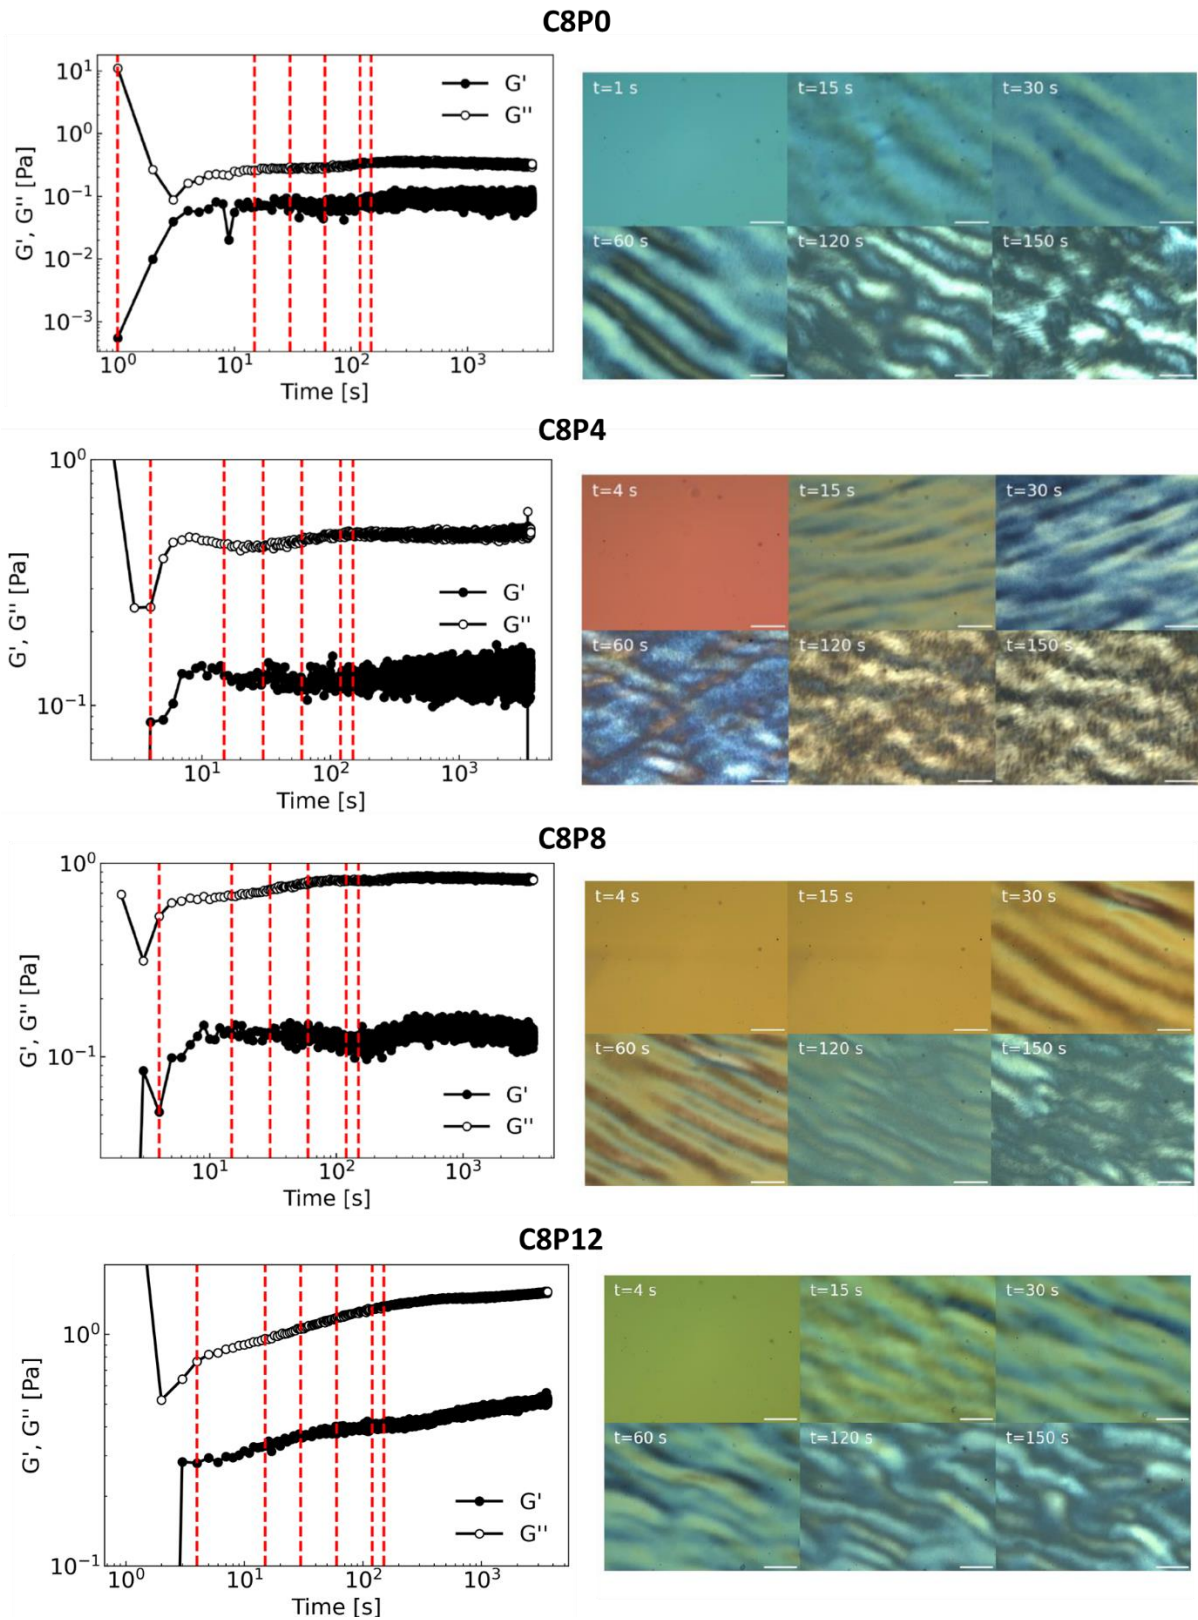 C8P0
10¹
10⁰
10⁻¹
10⁻²
10⁻³
G', G'' [Pa]
G'
G''
10⁰ 10¹ 10² 10³
Time [s]
t=1 s t=15 s t=30 s
t=60 s t=120 s t=150 s
C8P4
10⁰
10⁻¹
G', G'' [Pa]
G'
G''
10¹ 10² 10³
Time [s]
t=4 s t=15 s t=30 s
t=60 s t=120 s t=150 s
C8P8
10⁰
10⁻¹
G', G'' [Pa]
G'
G''
10¹ 10² 10³
Time [s]
t=4 s t=15 s t=30 s
t=60 s t=120 s t=150 s
C8P12
10⁰
10⁻¹
G', G'' [Pa]
G'
G''
10⁰ 10¹ 10² 10³
Time [s]
t=4 s t=15 s t=30 s
t=60 s t=120 s t=150 s